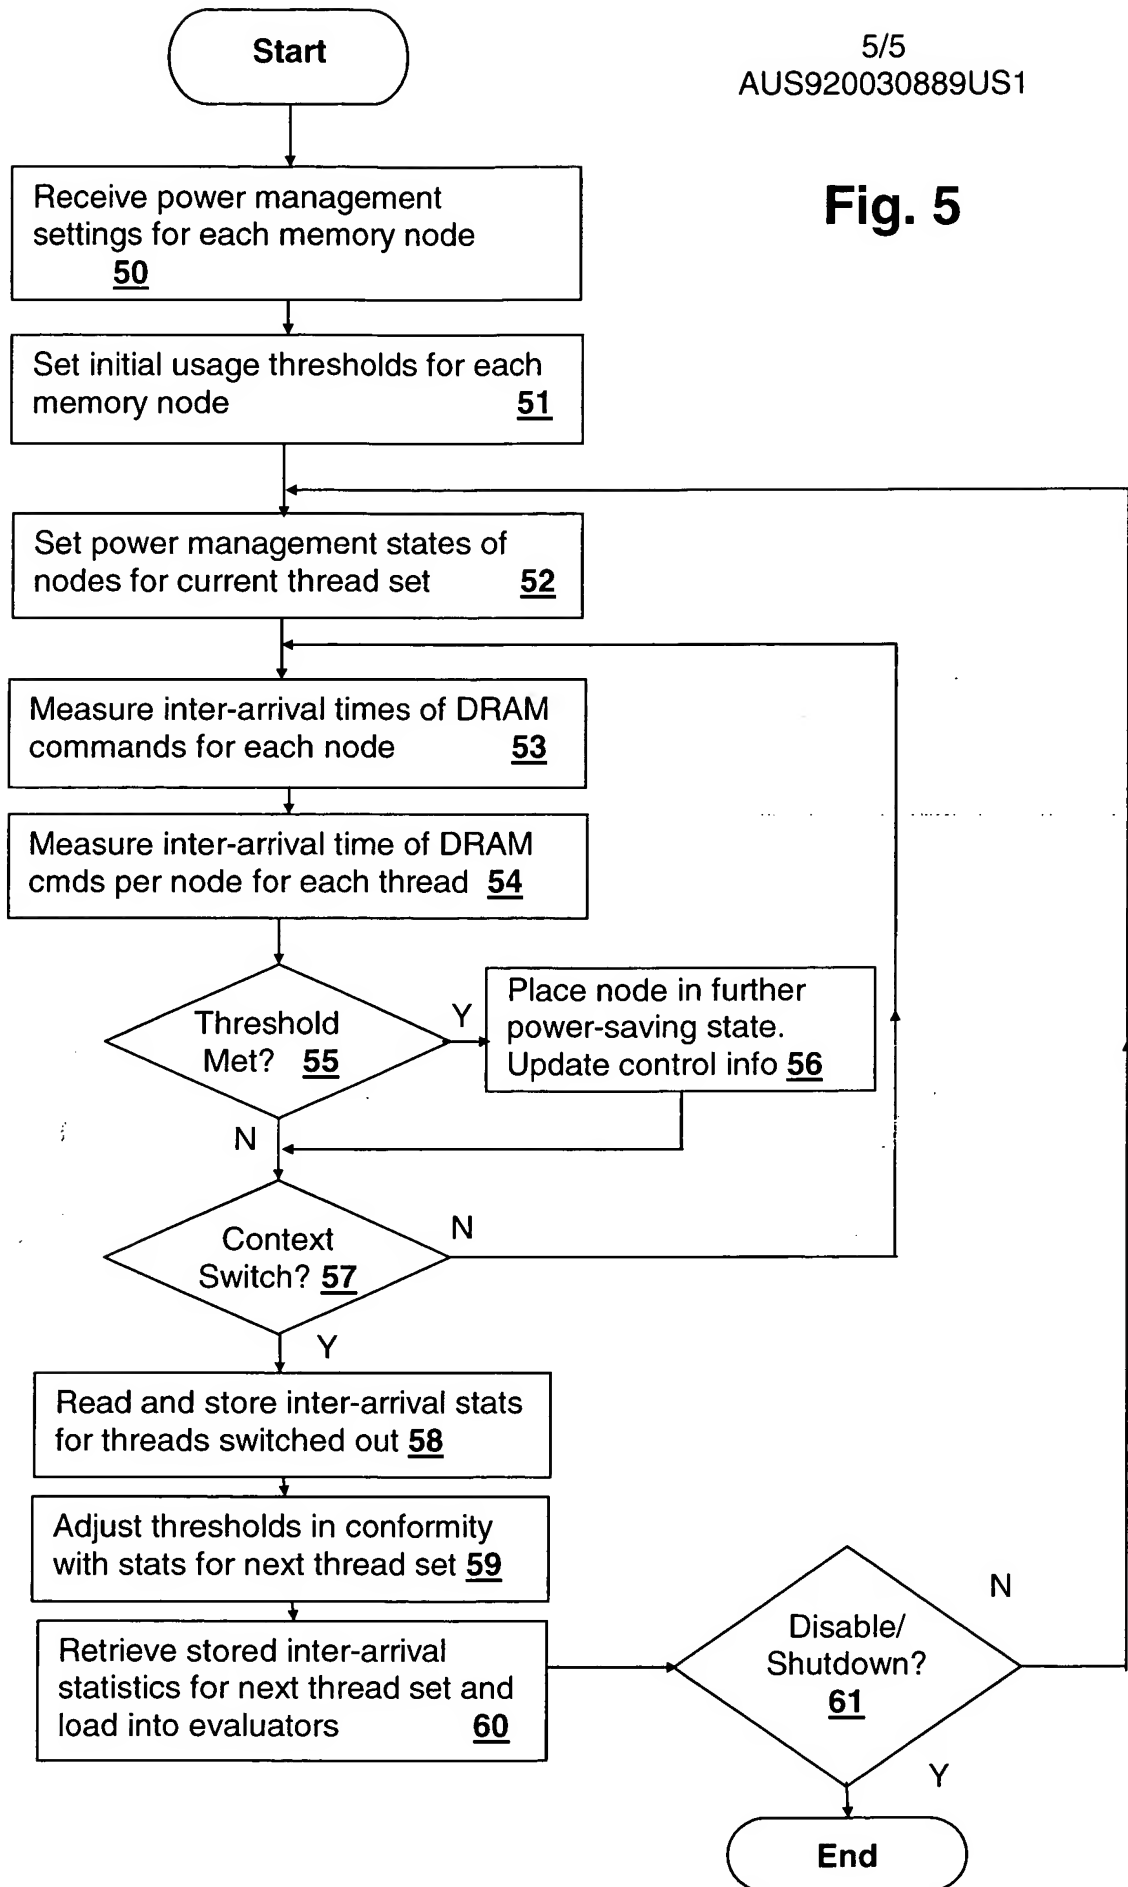 Start
5/5
AUS920030889US1
Fig. 5
Receive power management
settings for each memory node
50
Set initial usage thresholds for each
memory node 51
Set power management states of
nodes for current thread set 52
Measure inter-arrival times of DRAM
commands for each node 53
Measure inter-arrival time of DRAM
cmds per node for each thread 54
Threshold
Met? 55
Y
Place node in further
power-saving state.
Update control info 56
N
Context
Switch? 57
N
Y
Read and store inter-arrival stats
for threads switched out 58
Adjust thresholds in conformity
with stats for next thread set 59
Retrieve stored inter-arrival
statistics for next thread set and
load into evaluators 60
Disable/
Shutdown?
61
N
Y
End